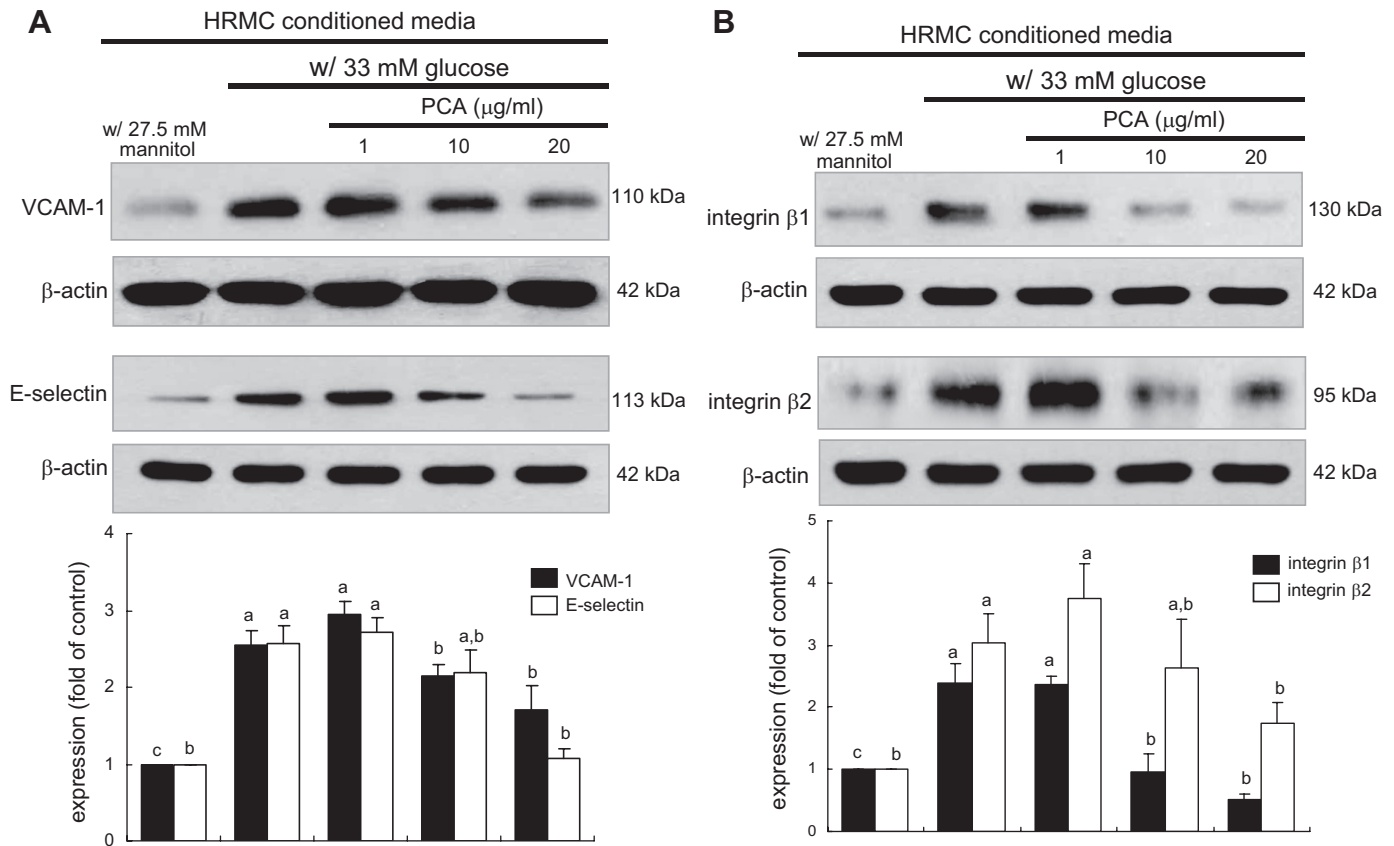 A
HRMC conditioned media
w/ 33 mM glucose
PCA (μg/ml)
w/ 27.5 mM
mannitol
1 10 20
VCAM-1
110 kDa
β-actin
42 kDa
E-selectin
113 kDa
β-actin
42 kDa
expression (fold of control)
4
3
2
1
0
VCAM-1
E-selectin
c b
a a
a a
b a,b
b b
B
HRMC conditioned media
w/ 33 mM glucose
PCA (μg/ml)
w/ 27.5 mM
mannitol
1 10 20
integrin β1
130 kDa
β-actin
42 kDa
integrin β2
95 kDa
β-actin
42 kDa
expression (fold of control)
5
4
3
2
1
0
integrin β1
integrin β2
c b
a a
a a
b a,b
b b